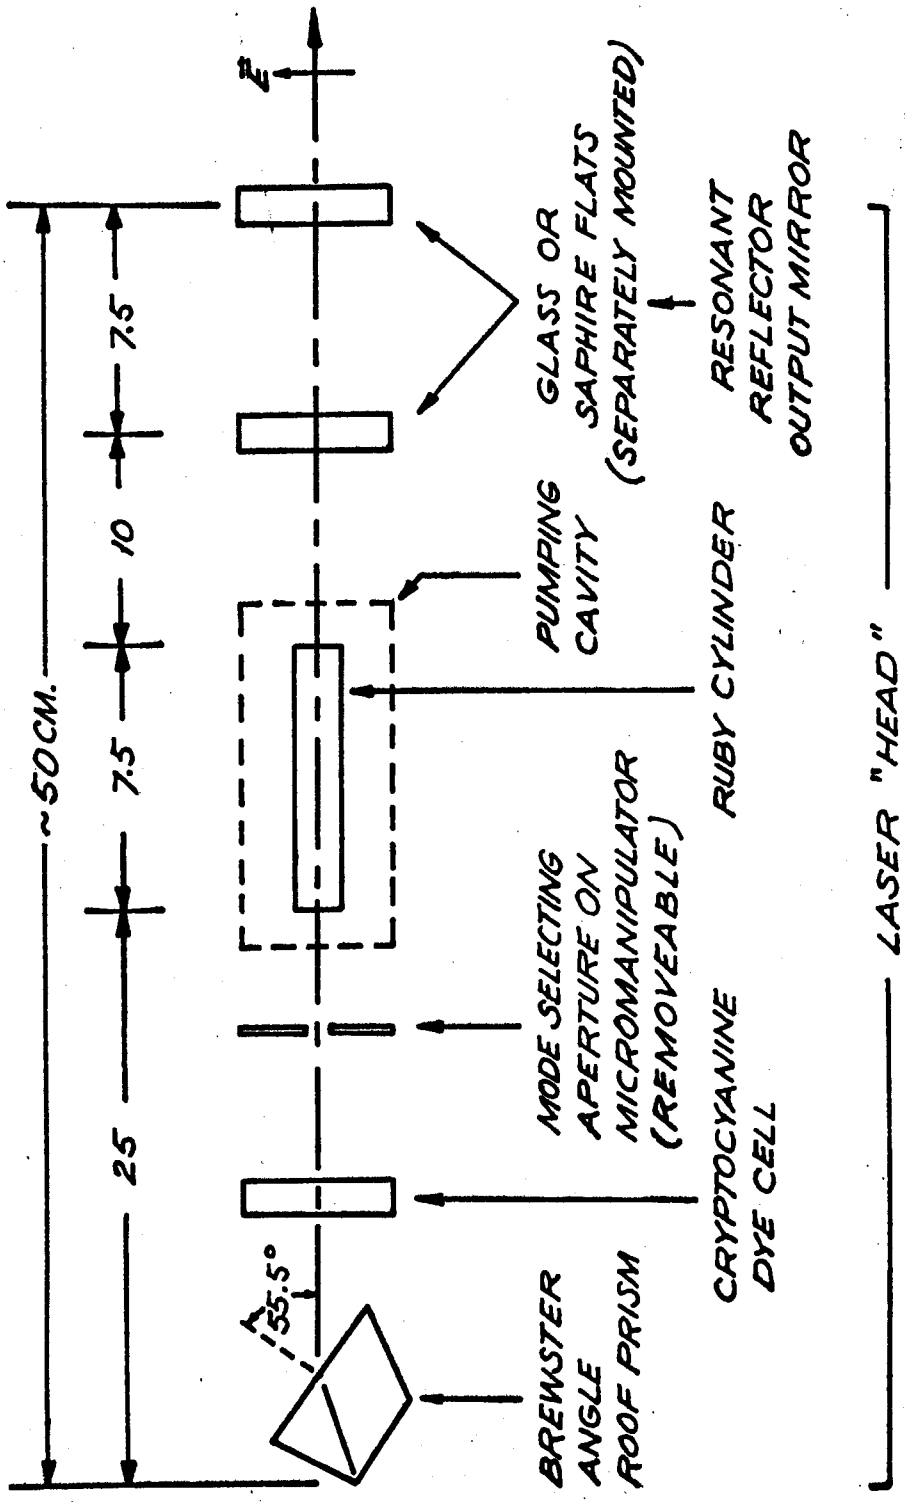 ~50CM.
25
7.5
10
7.5
55.5°
E
BREWSTER
ANGLE
ROOF PRISM
CRYPTOCYANINE
DYE CELL
MODE SELECTING
APERTURE ON
MICROMANIPULATOR
(REMOVEABLE)
RUBY CYLINDER
PUMPING
CAVITY
GLASS OR
SAPHIRE FLATS
(SEPARATELY MOUNTED)
RESONANT
REFLECTOR
OUTPUT MIRROR
LASER "HEAD"